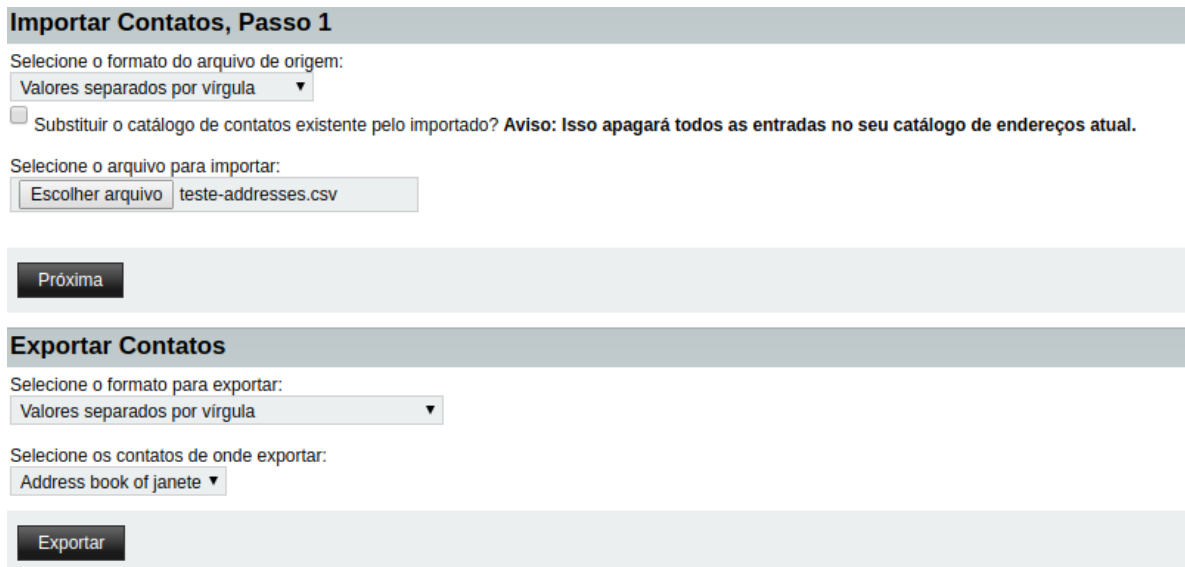 Importar Contatos, Passo 1
Selecione o formato do arquivo de origem:
Valores separados por vírgula
Substituir o catálogo de contatos existente pelo importado? Aviso: Isso apagará todos as entradas no seu catálogo de endereços atual.
Selecione o arquivo para importar:
Escolher arquivo teste-addresses.csv
Próxima
Exportar Contatos
Selecione o formato para exportar:
Valores separados por vírgula
Selecione os contatos de onde exportar:
Address book of janete
Exportar